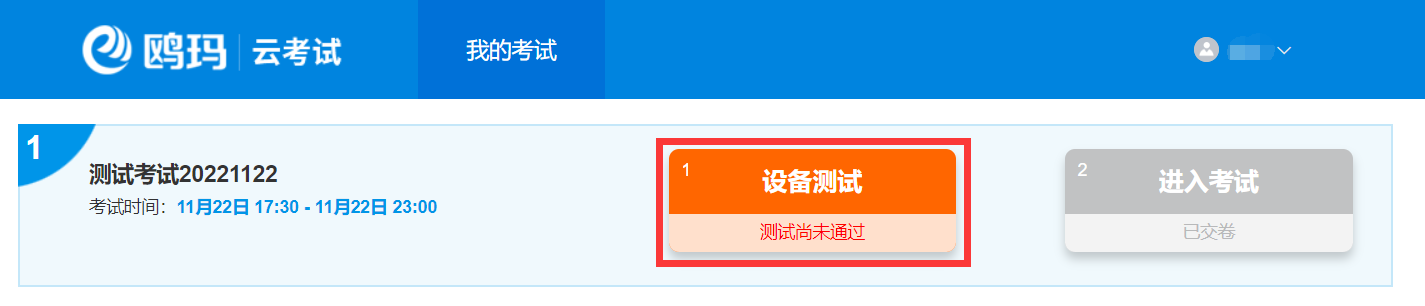 鸥玛 云考试
我的考试
1
测试考试20221122
考试时间：11月22日 17:30 - 11月22日 23:00
1
设备测试
测试尚未通过
2
进入考试
已交卷